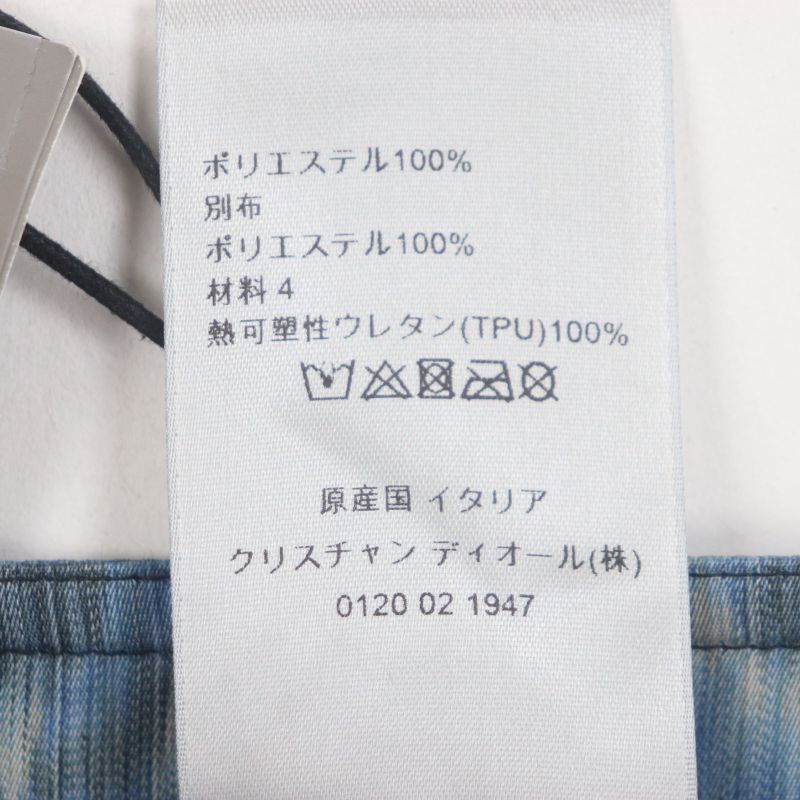 ポリエステル100%
別布
ポリエステル100%
材料 4
熱可塑性ウレタン(TPU)100%
原産国 イタリア
クリスチャン ディオール(株)
0120 02 1947